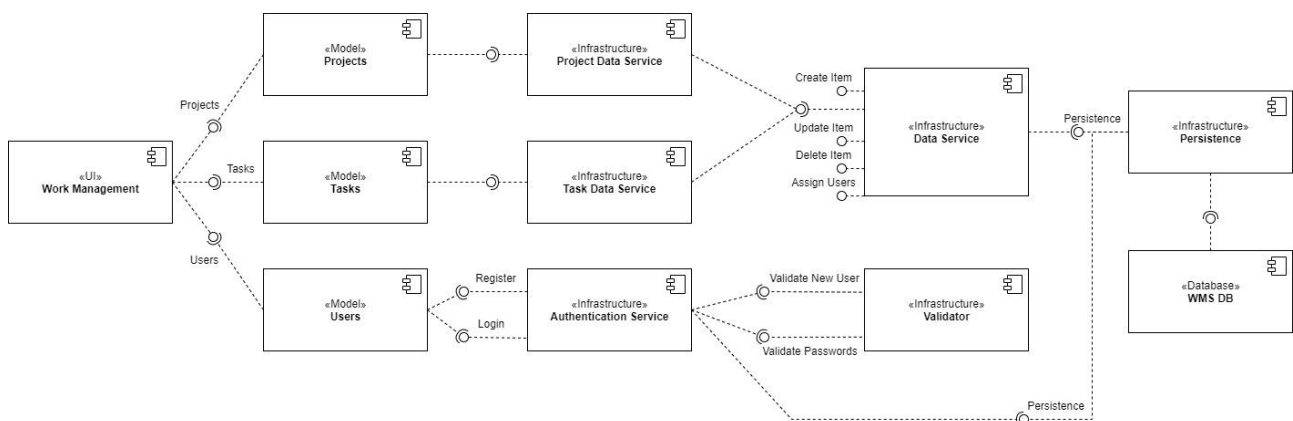 «Model»
Projects
«Infrastructure»
Project Data Service
Projects
Create Item
Update Item
Delete Item
Assign Users
«Infrastructure»
Data Service
Persistence
«Infrastructure»
Persistence
«UI»
Work Management
Tasks
«Model»
Tasks
«Infrastructure»
Task Data Service
Users
«Model»
Users
Register
Login
«Infrastructure»
Authentication Service
Validate New User
Validate Passwords
«Infrastructure»
Validator
«Database»
WMS DB
Persistence